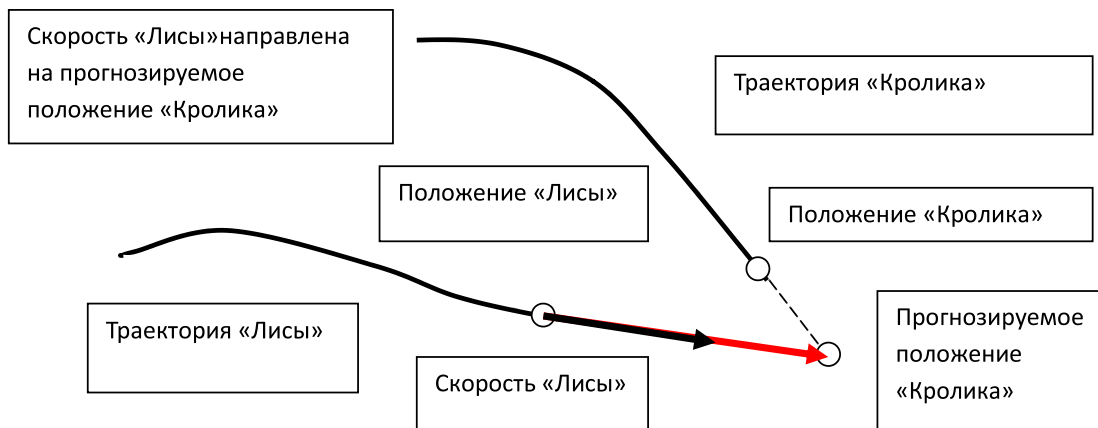 Скорость «Лисы»направлена
на прогнозируемое
положение «Кролика»
Траектория «Кролика»
Положение «Лисы»
Положение «Кролика»
Траектория «Лисы»
Скорость «Лисы»
Прогнозируемое
положение
«Кролика»